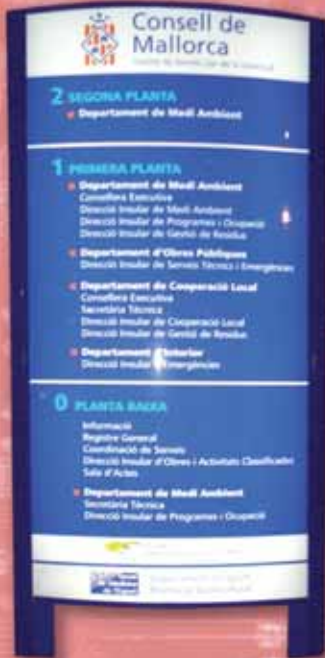 Consell de
Mallorca
2 SEGONA PLANTA
Departament de Medi Ambient
1 PRIMERA PLANTA
Departament de Medi Ambient
Consellera Executiva
Direcció Insular de Medi Ambient
Direcció Insular de Programes i Ocupació
Direcció Insular de Gestió de Residus
Departament d'Obres Públiques
Direcció Insular de Serveis Tècnics i Emergències
Departament de Cooperació Local
Consellera Executiva
Secretària Tècnica
Direcció Insular de Cooperació Local
Direcció Insular de Gestió de Residus
Departament d'Interior
Direcció Insular Emergències
0 PLANTA BAIXA
Informació
Registre General
Coordinació de Serveis
Direcció Insular d'Obres i Activitats Classificades
Sala d'Actes
Departament de Medi Ambient
Secretària Tècnica
Direcció Insular de Programes i Ocupació